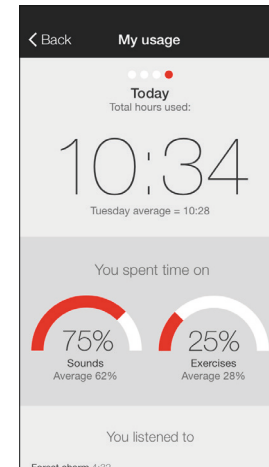 Back My usage
Today
Total hours used:
10:34
Tuesday average = 10:28
You spent time on
75% 25%
Sounds Exercises
Average 62% Average 28%
You listened to